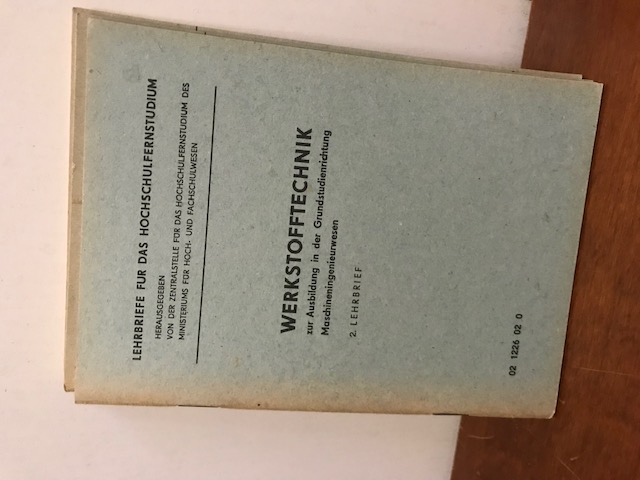 LEHRBRIEFE FÜR DAS HOCHSCHULFERNSTUDIUM
HERAUSGEGEBEN
VON DER ZENTRALSTELLE FÜR DAS HOCHSCHULFERNSTUDIUM DES
MINISTERIUMS FÜR HOCH- UND FACHSCHULWESEN
WERKSTOFFTECHNIK
zur Ausbildung in der Grundstudienrichtung
Maschineningenieurwesen
2. LEHRBRIEF
02 1226 02 0